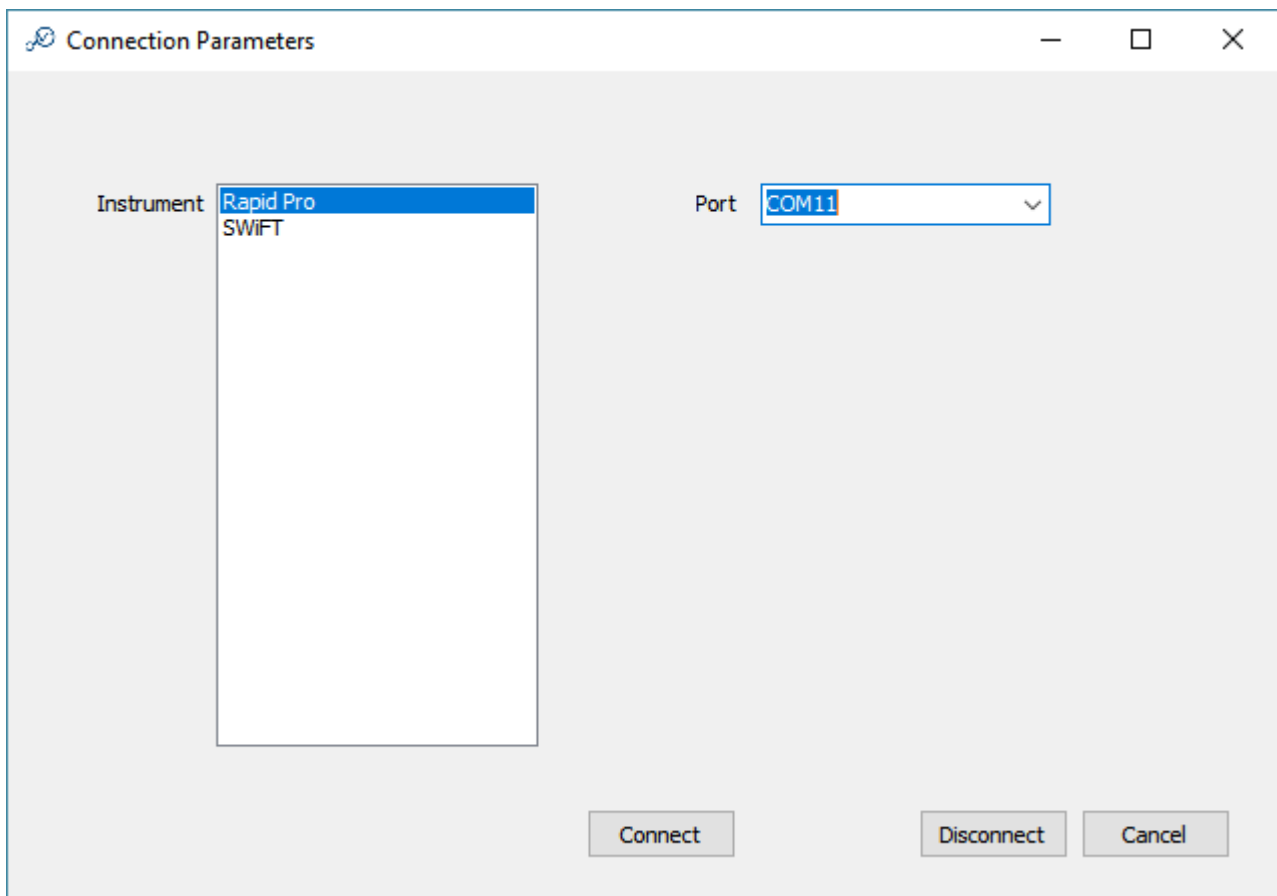 Connection Parameters
Instrument
Rapid Pro
SWiFT
Port
COM11
Connect
Disconnect
Cancel